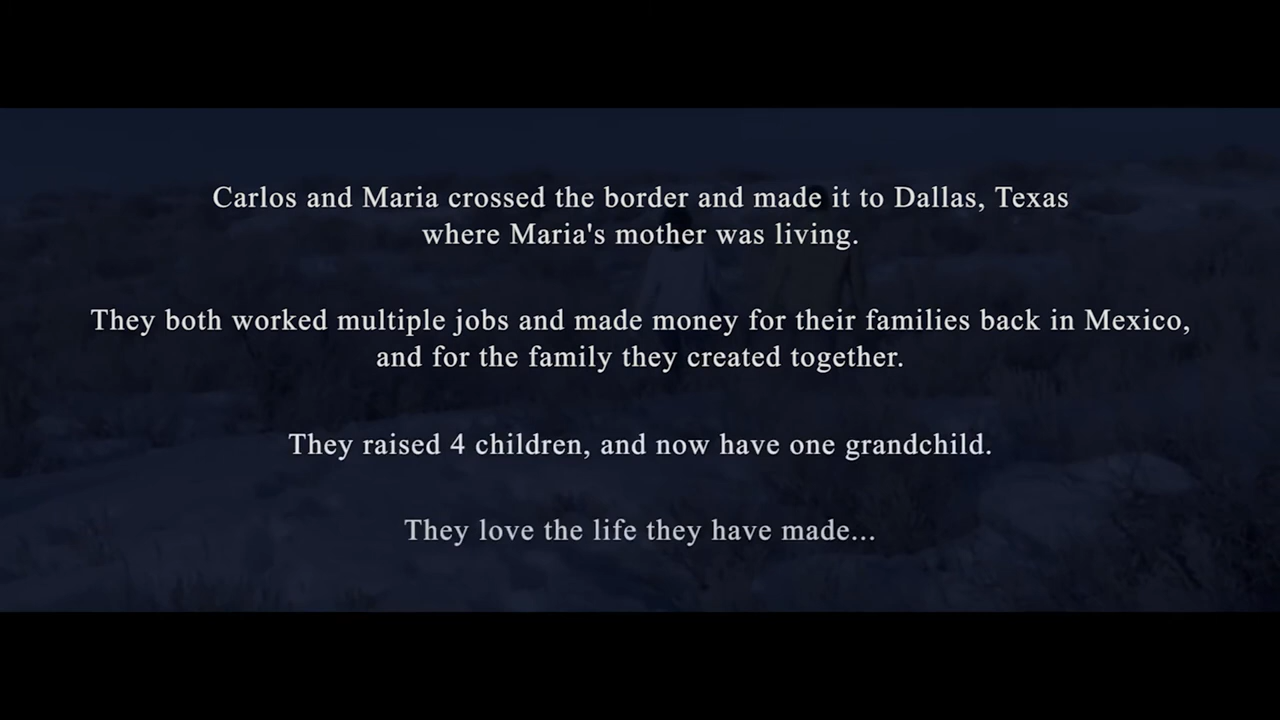 Carlos and Maria crossed the border and made it to Dallas, Texas
where Maria's mother was living.
They both worked multiple jobs and made money for their families back in Mexico,
and for the family they created together.
They raised 4 children, and now have one grandchild.
They love the life they have made...